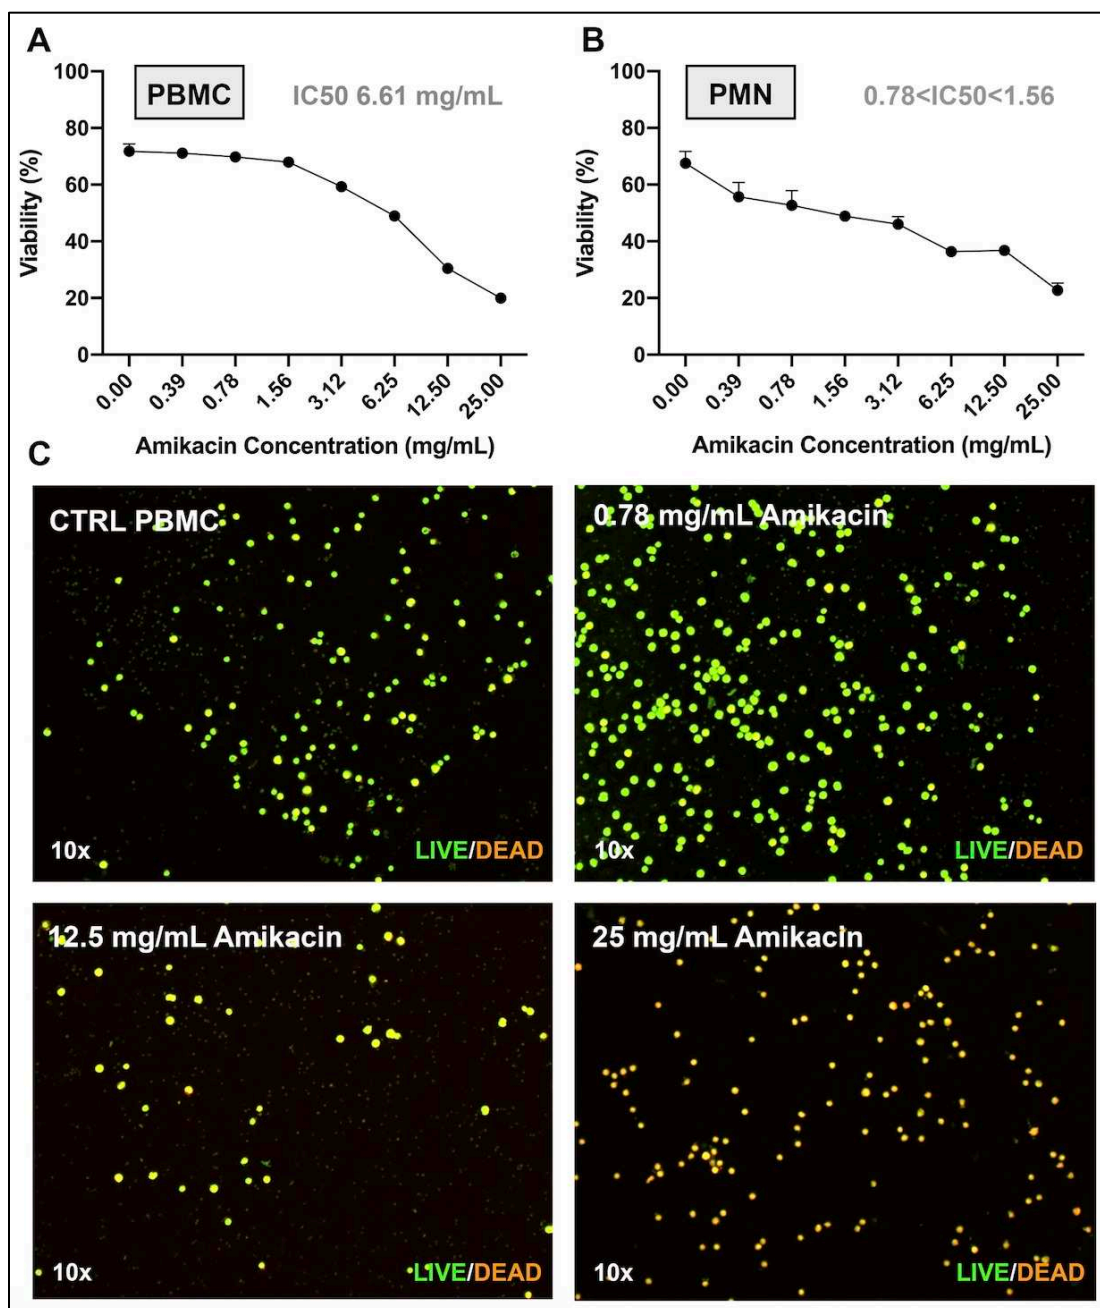 A
PBMC
IC50 6.61 mg/mL
Viability (%)
100
80
60
40
20
0
0.00
0.39
0.78
1.56
3.12
6.25
12.50
25.00
Amikacin Concentration (mg/mL)
B
PMN
0.78<IC50<1.56
Viability (%)
100
80
60
40
20
0
0.00
0.39
0.78
1.56
3.12
6.25
12.50
25.00
Amikacin Concentration (mg/mL)
C
CTRL PBMC
10x
LIVE/DEAD
0.78 mg/mL Amikacin
10x
LIVE/DEAD
12.5 mg/mL Amikacin
10x
LIVE/DEAD
25 mg/mL Amikacin
10x
LIVE/DEAD